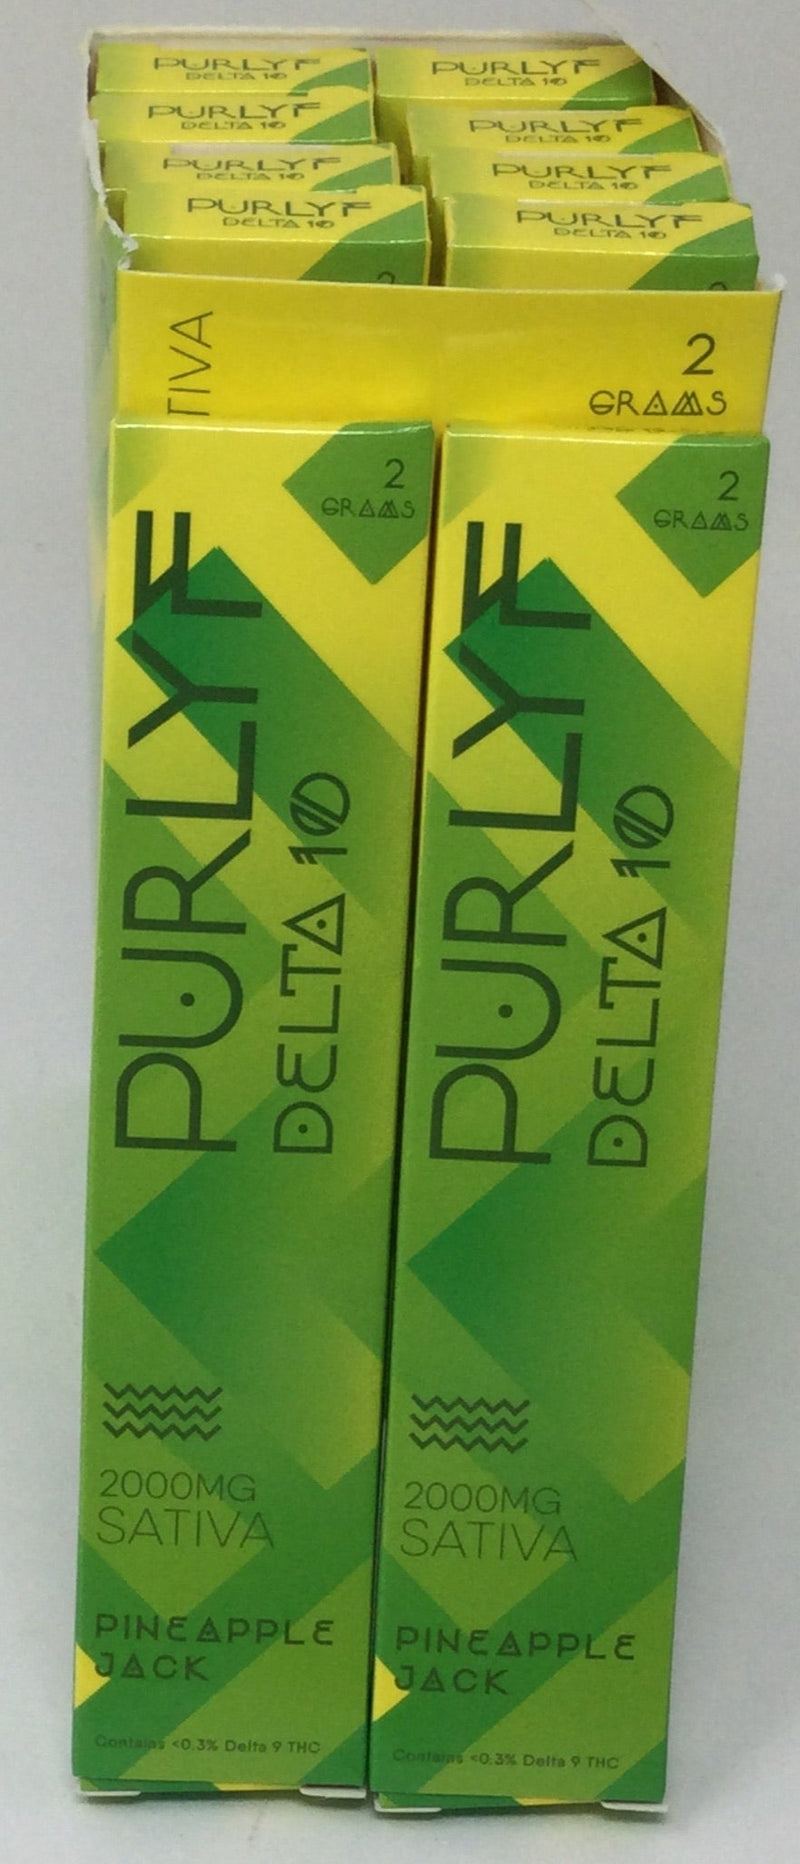 PURLYF
DELTA 10
PURLYF
DELTA 10
PURLYF
DELTA 10
PURLYF
DELTA 10
PURLYF
DELTA 10
PURLYF
DELTA 10
PURLYF
DELTA 10
PURLYF
DELTA 10
2
2
TIVA
2
GRAMS
2
GRAMS
PURLYF
DELTA 10
2000MG
SATIVA
PINEAPPLE
JACK
Contains <0.3% Delta 9 THC
2
GRAMS
PURLYF
DELTA 10
2000MG
SATIVA
PINEAPPLE
JACK
Contains <0.3% Delta 9 THC